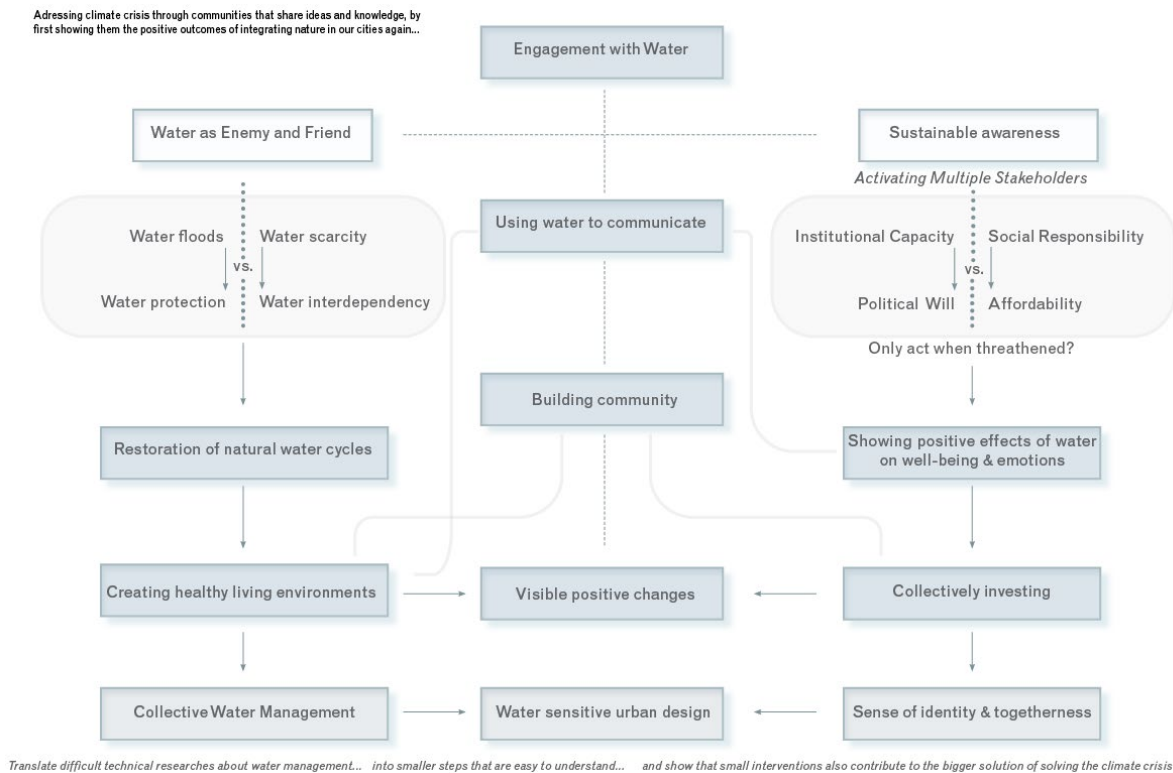 Adressing climate crisis through communities that share ideas and knowledge, by
first showing them the positive outcomes of integrating nature in our cities again...
Engagement with Water
Water as Enemy and Friend
Sustainable awareness
Activating Multiple Stakeholders
Using water to communicate
Water floods
Water scarcity
vs.
Water protection
Water interdependency
Institutional Capacity
Social Responsibility
vs.
Political Will
Affordability
Only act when threathened?
Building community
Restoration of natural water cycles
Showing positive effects of water
on well-being & emotions
Creating healthy living environments
Visible positive changes
Collectively investing
Collective Water Management
Water sensitive urban design
Sense of identity & togetherness
Translate difficult technical researches about water management... into smaller steps that are easy to understand... and show that small interventions also contribute to the bigger solution of solving the climate crisis